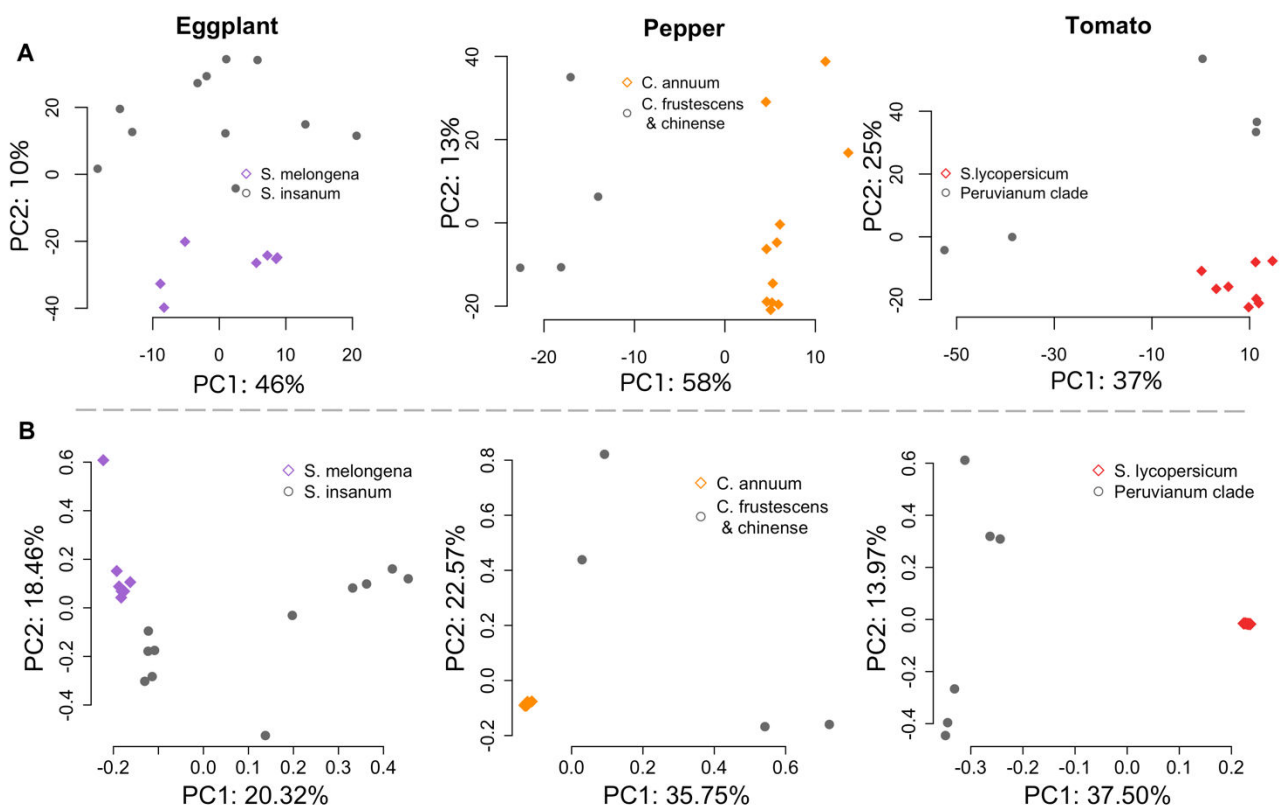 Eggplant
Pepper
Tomato
A
PC2: 10%
20
0
-20
-40
S. melongena
S. insanum
-10
0
10
20
PC1: 46%
PC2: 13%
40
20
0
-20
C. annuum
C. frustescens
& chinense
-20
-10
0
10
PC1: 58%
PC2: 25%
40
20
0
-20
S.lycopersicum
Peruvianum clade
-50
-30
-10
10
PC1: 37%
B
PC2: 18.46%
0.6
0.4
0.2
0.0
-0.2
-0.4
S. melongena
S. insanum
-0.2
-0.1
0.0
0.1
0.2
0.3
0.4
PC1: 20.32%
PC2: 22.57%
0.8
0.6
0.4
0.2
0.0
-0.2
C. annuum
C. frustescens
& chinense
0.0
0.2
0.4
0.6
PC1: 35.75%
PC2: 13.97%
0.6
0.4
0.2
0.0
-0.2
-0.4
S. lycopersicum
Peruvianum clade
-0.3
-0.2
-0.1
0.0
0.1
0.2
PC1: 37.50%